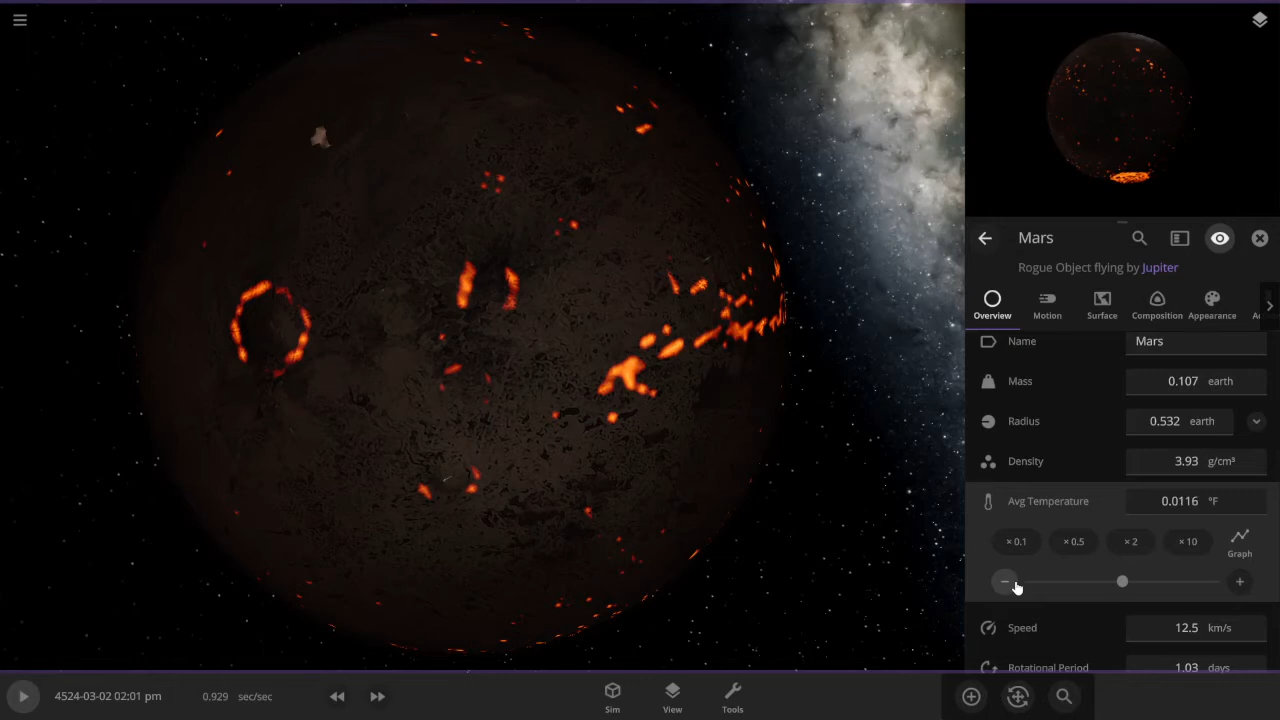 Mars
Rogue Object flying by Jupiter
Overview Motion Surface Composition Appearance
Name Mars
Mass 0.107 earth
Radius 0.532 earth
Density 3.93 g/cm³
Avg Temperature 0.0116 °F
× 0.1 × 0.5 × 2 × 10 Graph
Speed 12.5 km/s
Rotational Period 1.03 days
4524-03-02 02:01 pm 0.929 sec/sec
Sim View Tools